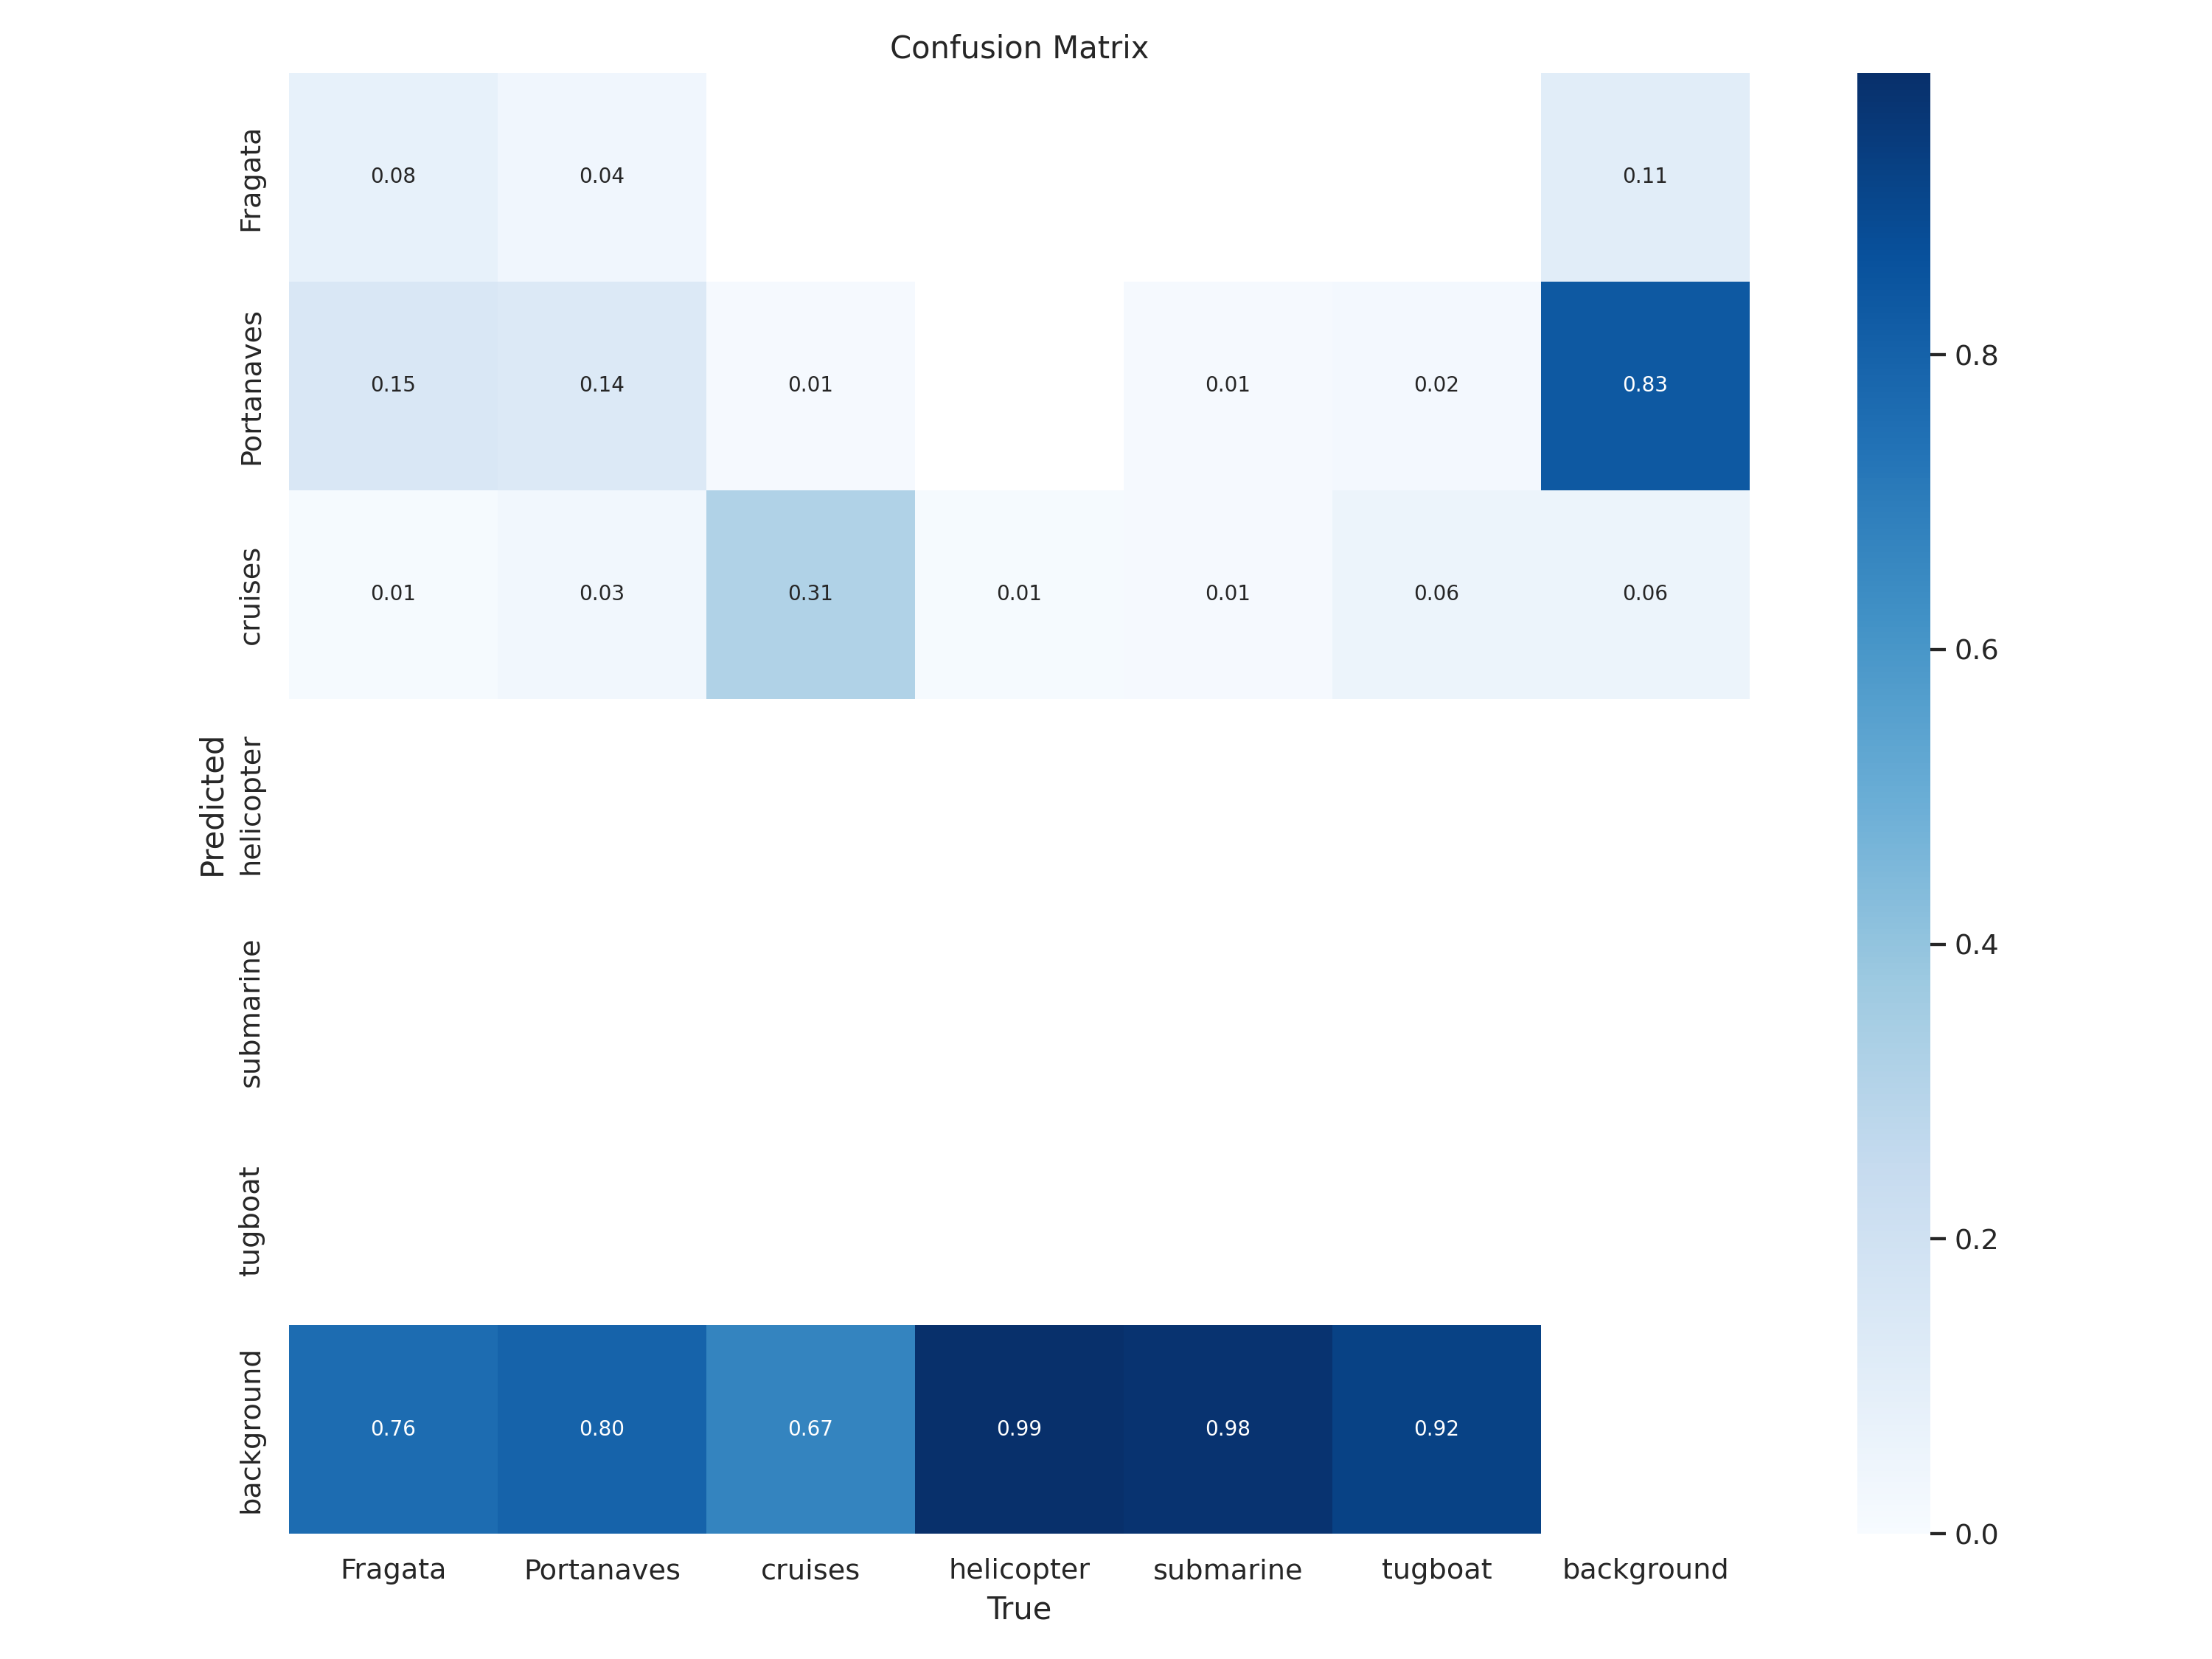 Confusion Matrix
Fragata
0.08 0.04 0.11
Portanaves
0.15 0.14 0.01 0.01 0.02 0.83
cruises
0.01 0.03 0.31 0.01 0.01 0.06 0.06
Predicted
helicopter
submarine
tugboat
background
0.76 0.80 0.67 0.99 0.98 0.92
Fragata Portanaves cruises helicopter submarine tugboat background
True
0.8
0.6
0.4
0.2
0.0